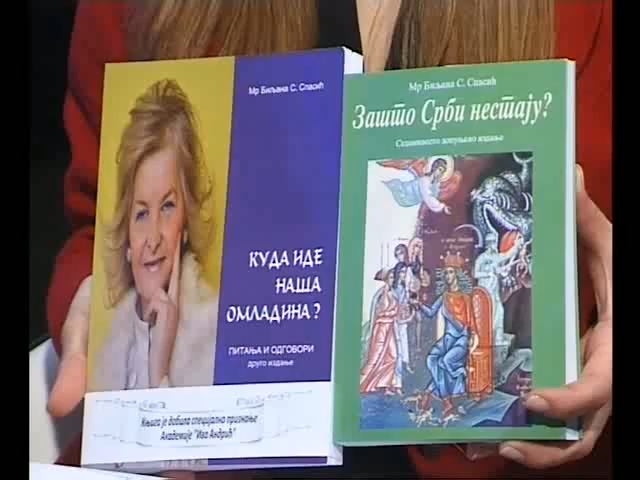 Мр Биљана С. Спасић
КУДА ИДЕ
НАША
ОМЛАДИНА?
ПИТАЊА И ОДГОВОРИ
друго издање
Књига је добила специјално признање
Академије "Иво Андрић"
Мр Биљана С. Спасић
Зашто Срби нестају?
допуњено издање